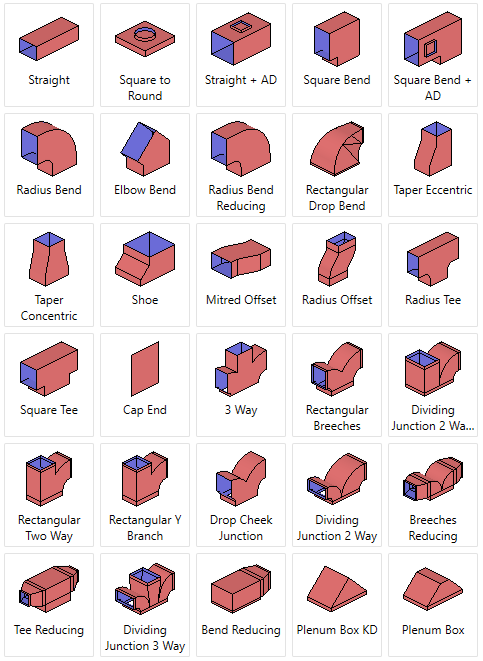 Straight
Square to
Round
Straight + AD
Square Bend
Square Bend +
AD
Radius Bend
Elbow Bend
Radius Bend
Reducing
Rectangular
Drop Bend
Taper Eccentric
Taper
Concentric
Shoe
Mitred Offset
Radius Offset
Radius Tee
Square Tee
Cap End
3 Way
Rectangular
Breeches
Dividing
Junction 2 Wa...
Rectangular
Two Way
Rectangular Y
Branch
Drop Cheek
Junction
Dividing
Junction 2 Way
Breeches
Reducing
Tee Reducing
Dividing
Junction 3 Way
Bend Reducing
Plenum Box KD
Plenum Box